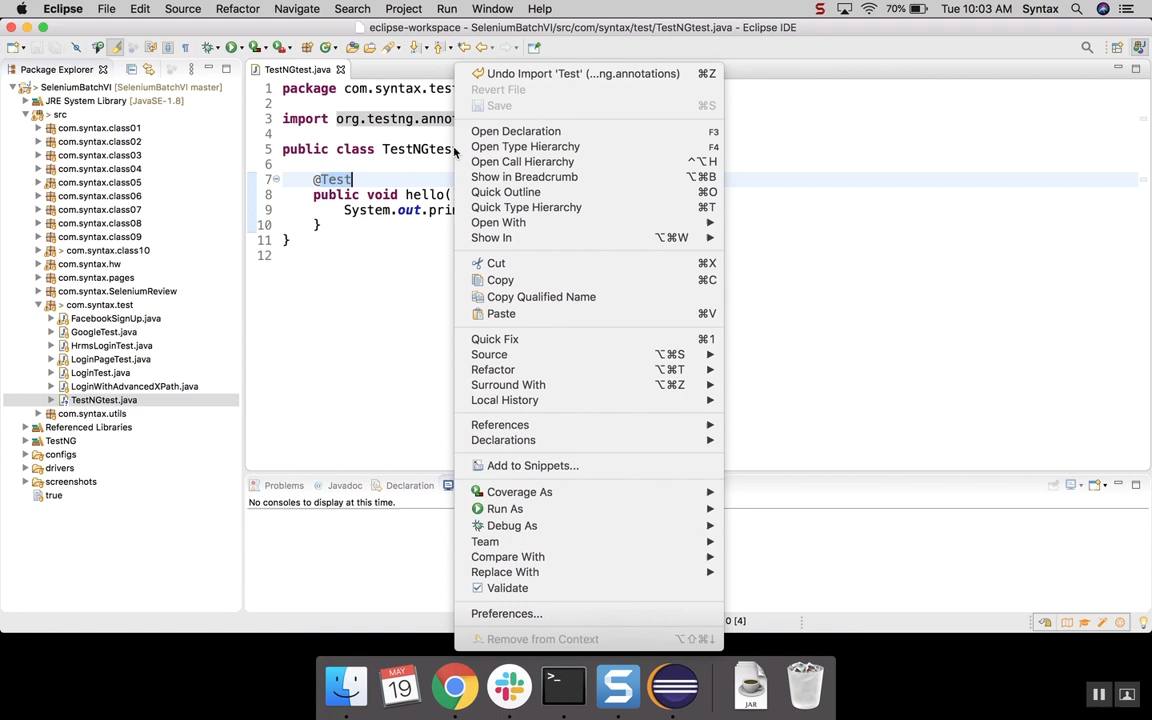 Eclipse File Edit Source Refactor Navigate Search Project Run Window Help 70% Tue 10:03 AM Syntax
eclipse-workspace - SeleniumBatchVI/src/com/syntax/test/TestNGtest.java - Eclipse IDE
Package Explorer
SeleniumBatchVI [SeleniumBatchVI master]
JRE System Library [JavaSE-1.8]
> src
com.syntax.class01
com.syntax.class02
com.syntax.class03
com.syntax.class04
com.syntax.class05
com.syntax.class06
com.syntax.class07
com.syntax.class08
com.syntax.class09
> com.syntax.class10
com.syntax.hw
com.syntax.pages
com.syntax.SeleniumReview
> com.syntax.test
FacebookSignUp.java
GoogleTest.java
HrmsLoginTest.java
LoginPageTest.java
LoginTest.java
LoginWithAdvancedXPath.java
TestNGtest.java
com.syntax.utils
Referenced Libraries
TestNG
configs
drivers
screenshots
true
TestNGtest.java
1 package com.syntax.test
2
3 import org.testng.anno
4
5 public class TestNGtes
6
7 @Test
8 public void hello(
9 System.out.prin
10 }
11 }
12
Undo Import 'Test' (...ng.annotations) ⌘Z
Revert File
Save ⌘S
Open Declaration F3
Open Type Hierarchy F4
Open Call Hierarchy ^⌥H
Show in Breadcrumb ⌥⌘B
Quick Outline ⌘O
Quick Type Hierarchy ⌘T
Open With
Show In ⌥⌘W
Cut ⌘X
Copy ⌘C
Copy Qualified Name
Paste ⌘V
Quick Fix ⌘1
Source ⌥⌘S
Refactor ⌥⌘T
Surround With ⌥⌘Z
Local History
References
Declarations
Add to Snippets...
Coverage As
Run As
Debug As
Team
Compare With
Replace With
Validate
Preferences...
Remove from Context ⌥⇧⌘↓
Problems Javadoc Declaration
No consoles to display at this time.
0 [4]
MAY
19
JAR